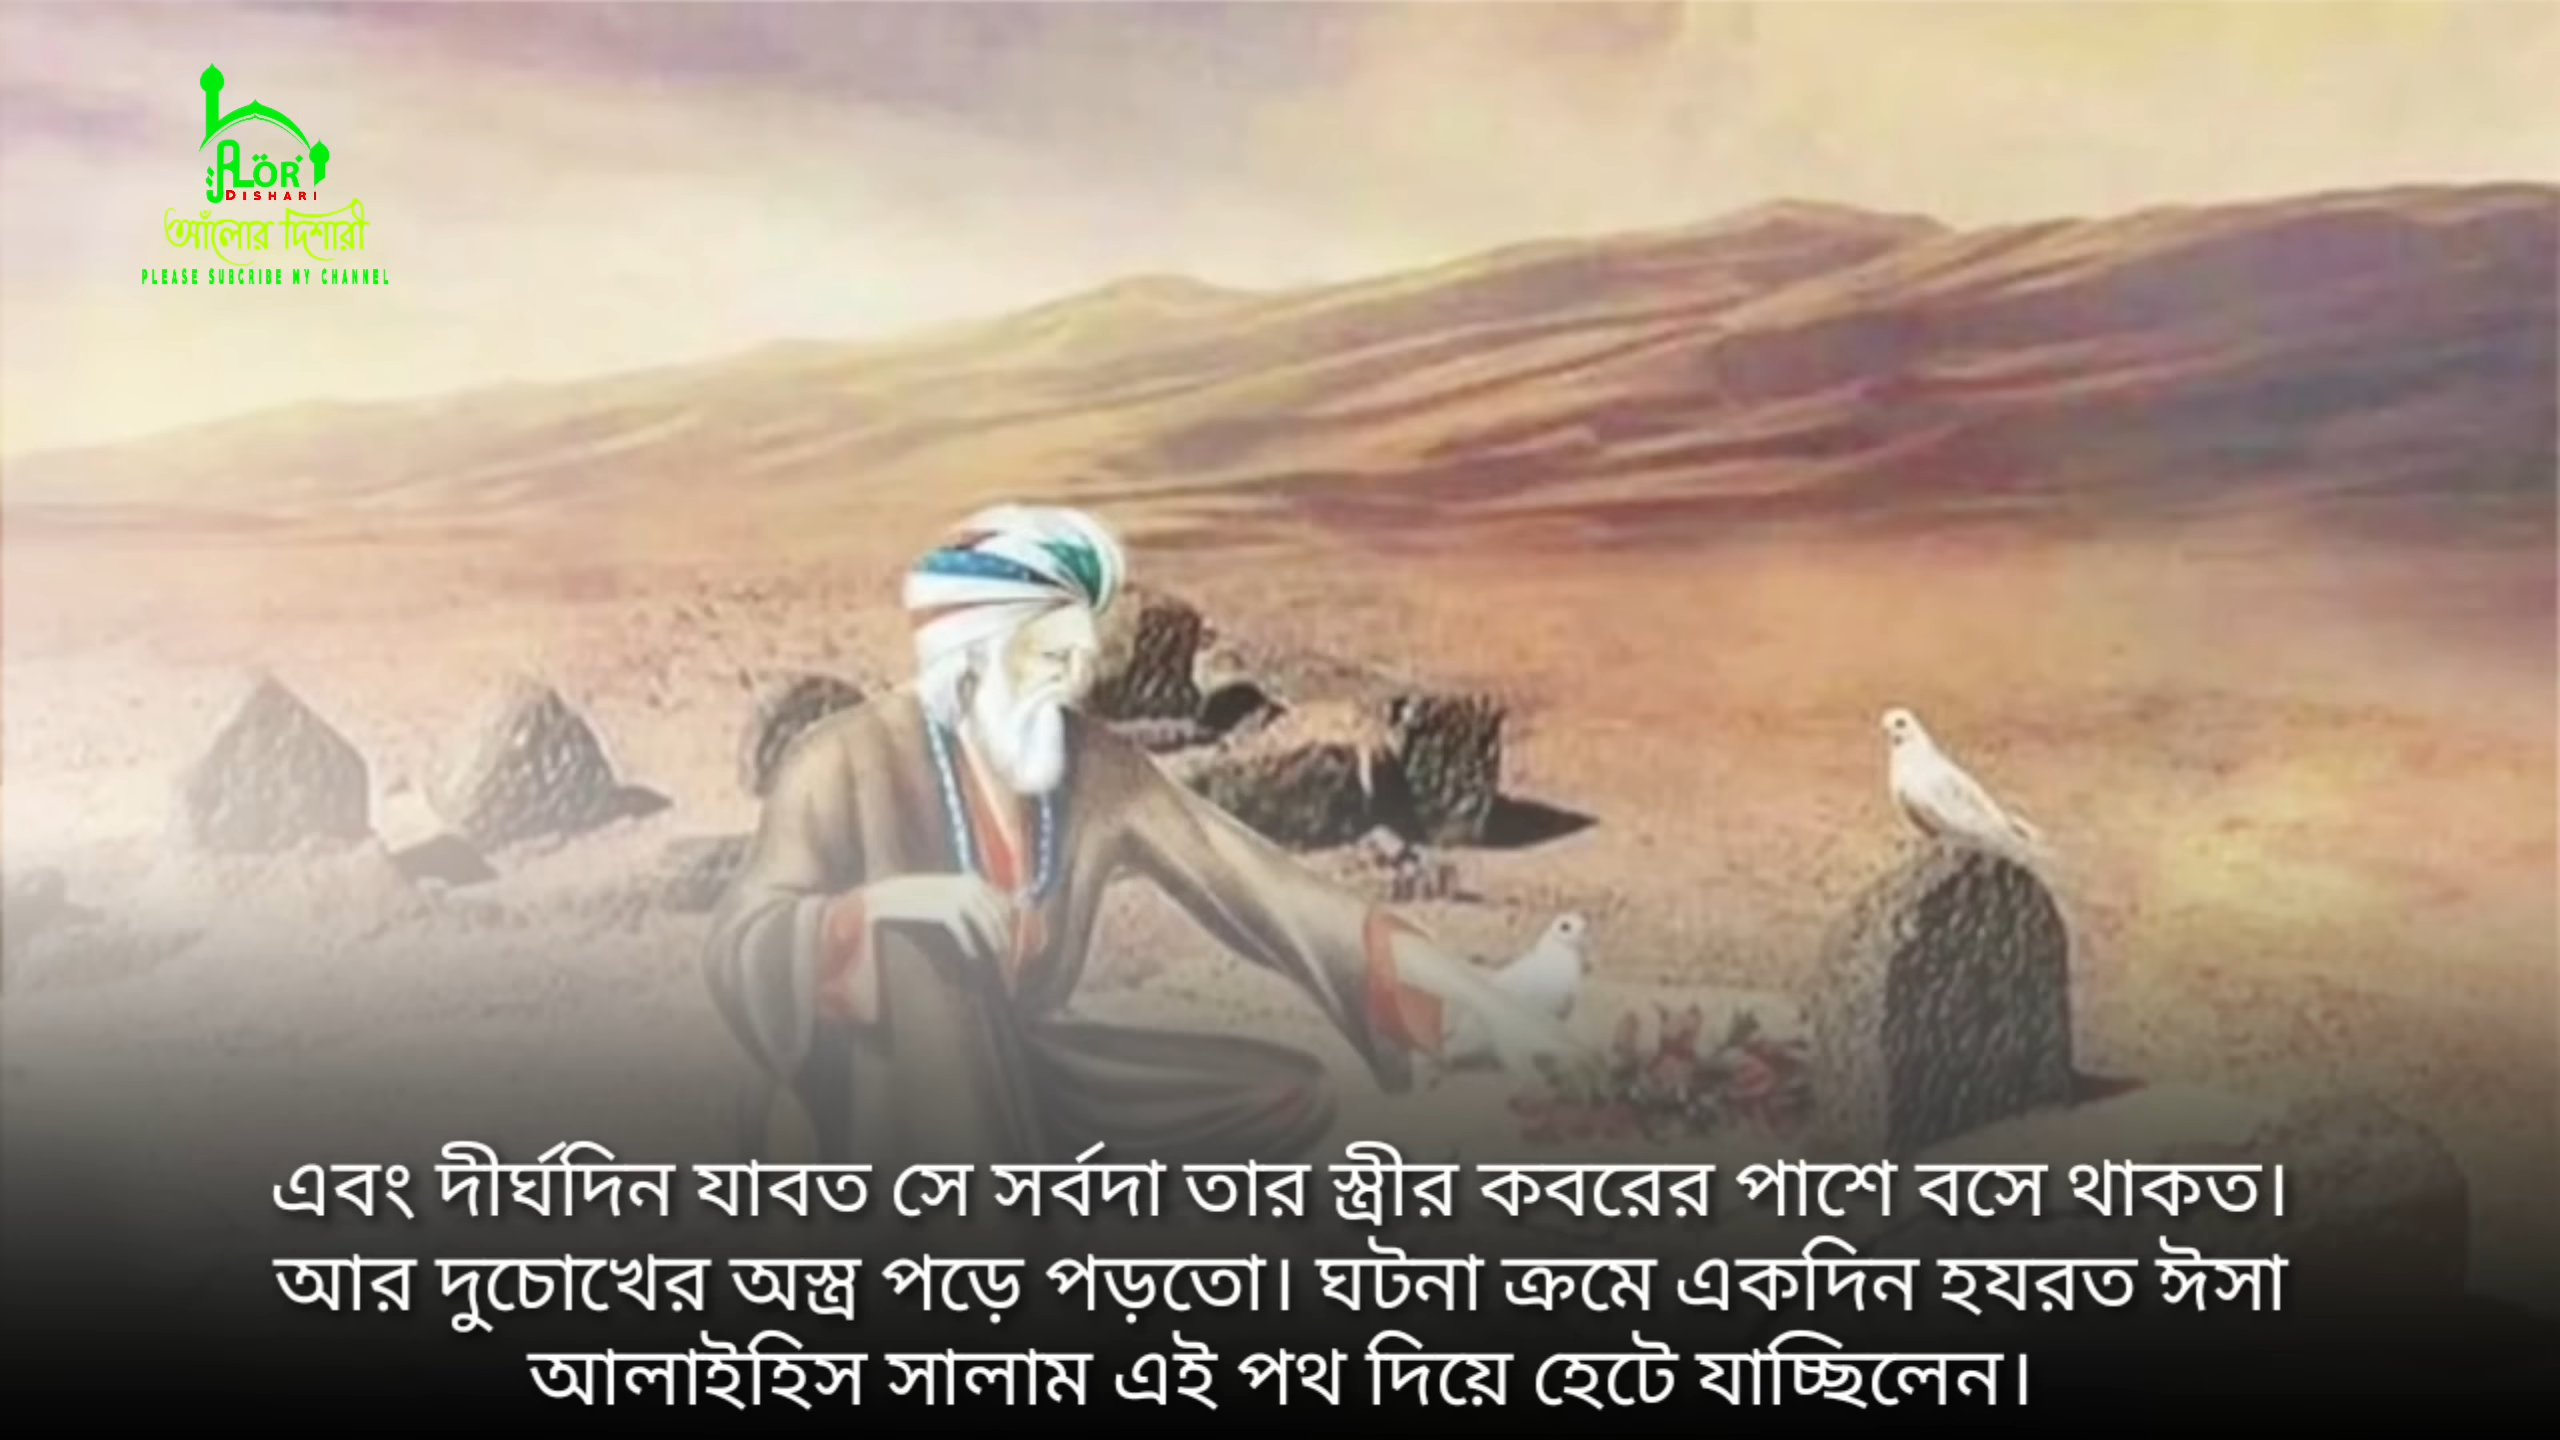 ALOR
DISHARI
আঁলোর দিশারী
PLEASE SUBCRIBE MY CHANNEL
এবং দীর্ঘদিন যাবত সে সর্বদা তার স্ত্রীর কবরের পাশে বসে থাকত।
আর দুচোখের অস্ত্র পড়ে পড়তো। ঘটনা ক্রমে একদিন হযরত ঈসা
আলাইহিস সালাম এই পথ দিয়ে হেটে যাচ্ছিলেন।